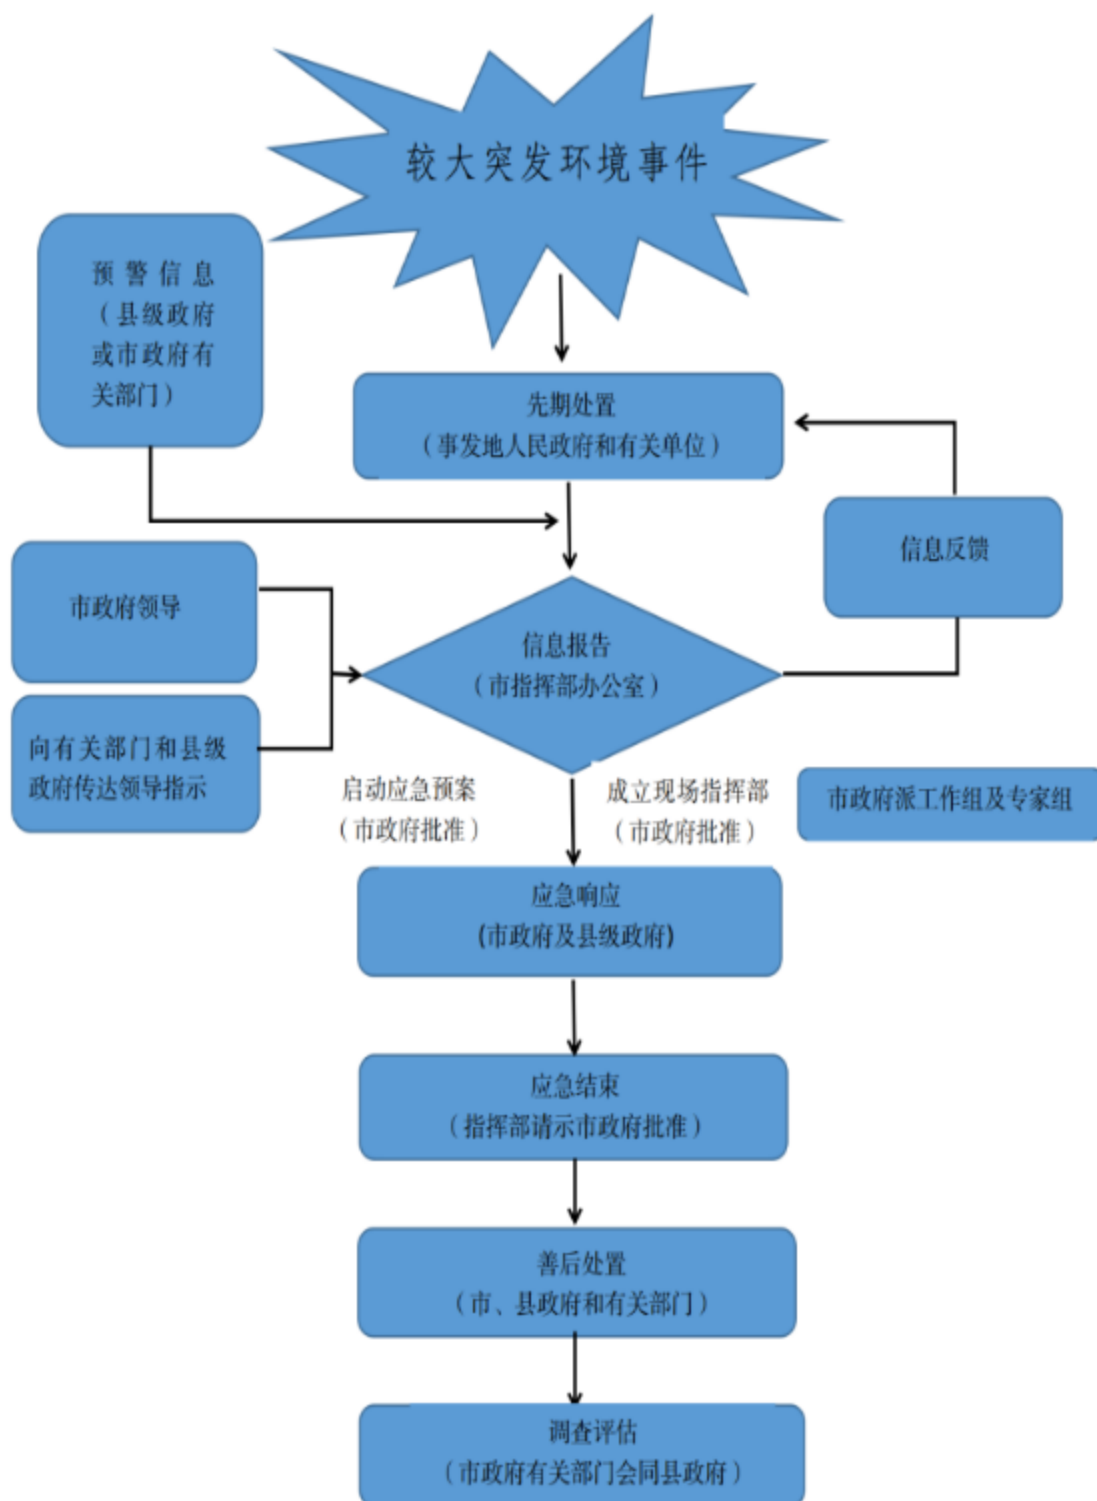 较大突发环境事件
预警信息
（县级政府
或市政府有
关部门）
先期处置
（事发地人民政府和有关单位）
信息反馈
市政府领导
信息报告
（市指挥部办公室）
向有关部门和县级
政府传达领导指示
启动应急预案
（市政府批准）
成立现场指挥部
（市政府批准）
市政府派工作组及专家组
应急响应
(市政府及县级政府)
应急结束
（指挥部请示市政府批准）
善后处置
（市、县政府和有关部门）
调查评估
（市政府有关部门会同县政府）